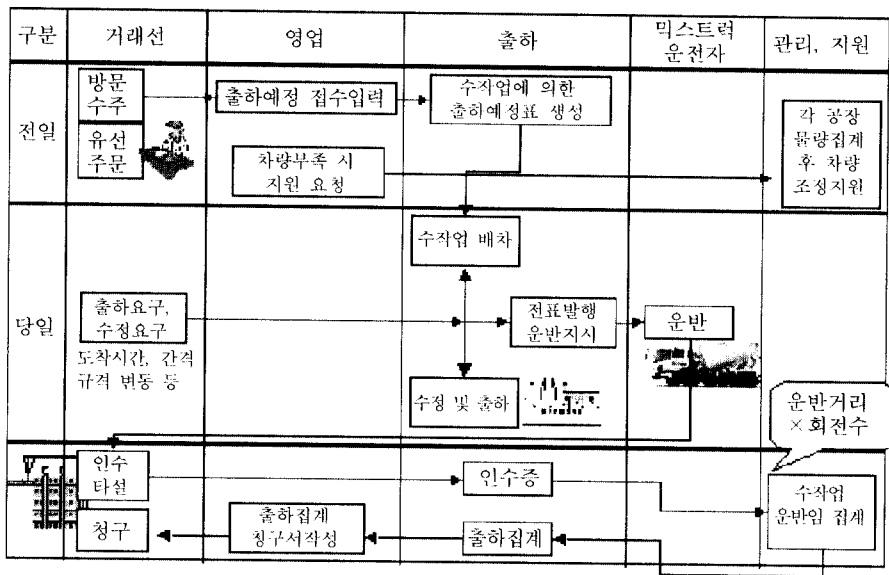 구분
거래선
영업
출하
믹스트럭
운전자
관리, 지원
전일
방문
수주
유선
주문
출하예정 접수입력
차량부족 시
지원 요청
수작업에 의한
출하예정표 생성
각 공장
물량집계
후 차량
조정지원
당일
출하요구,
수정요구
도착시간, 간격
규격 변동 등
수작업 배차
전표발행
운반지시
수정 및 출하
운반
운반거리
×회전수
인수
타설
인수증
수작업
운반임 집계
청구
출하집계
청구서작성
출하집계